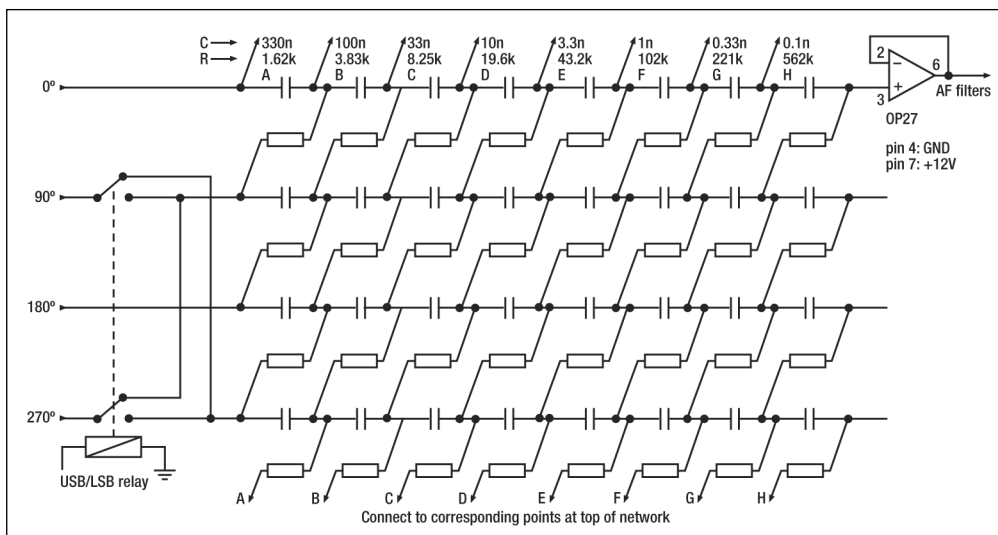 C 330n 100n 33n 10n 3.3n 1n 0.33n 0.1n
R 1.62k 3.83k 8.25k 19.6k 43.2k 102k 221k 562k
A B C D E F G H
0º
2 − 6
3 +
AF filters
OP27
pin 4: GND
pin 7: +12V
90º
180º
270º
USB/LSB relay
A B C D E F G H
Connect to corresponding points at top of network